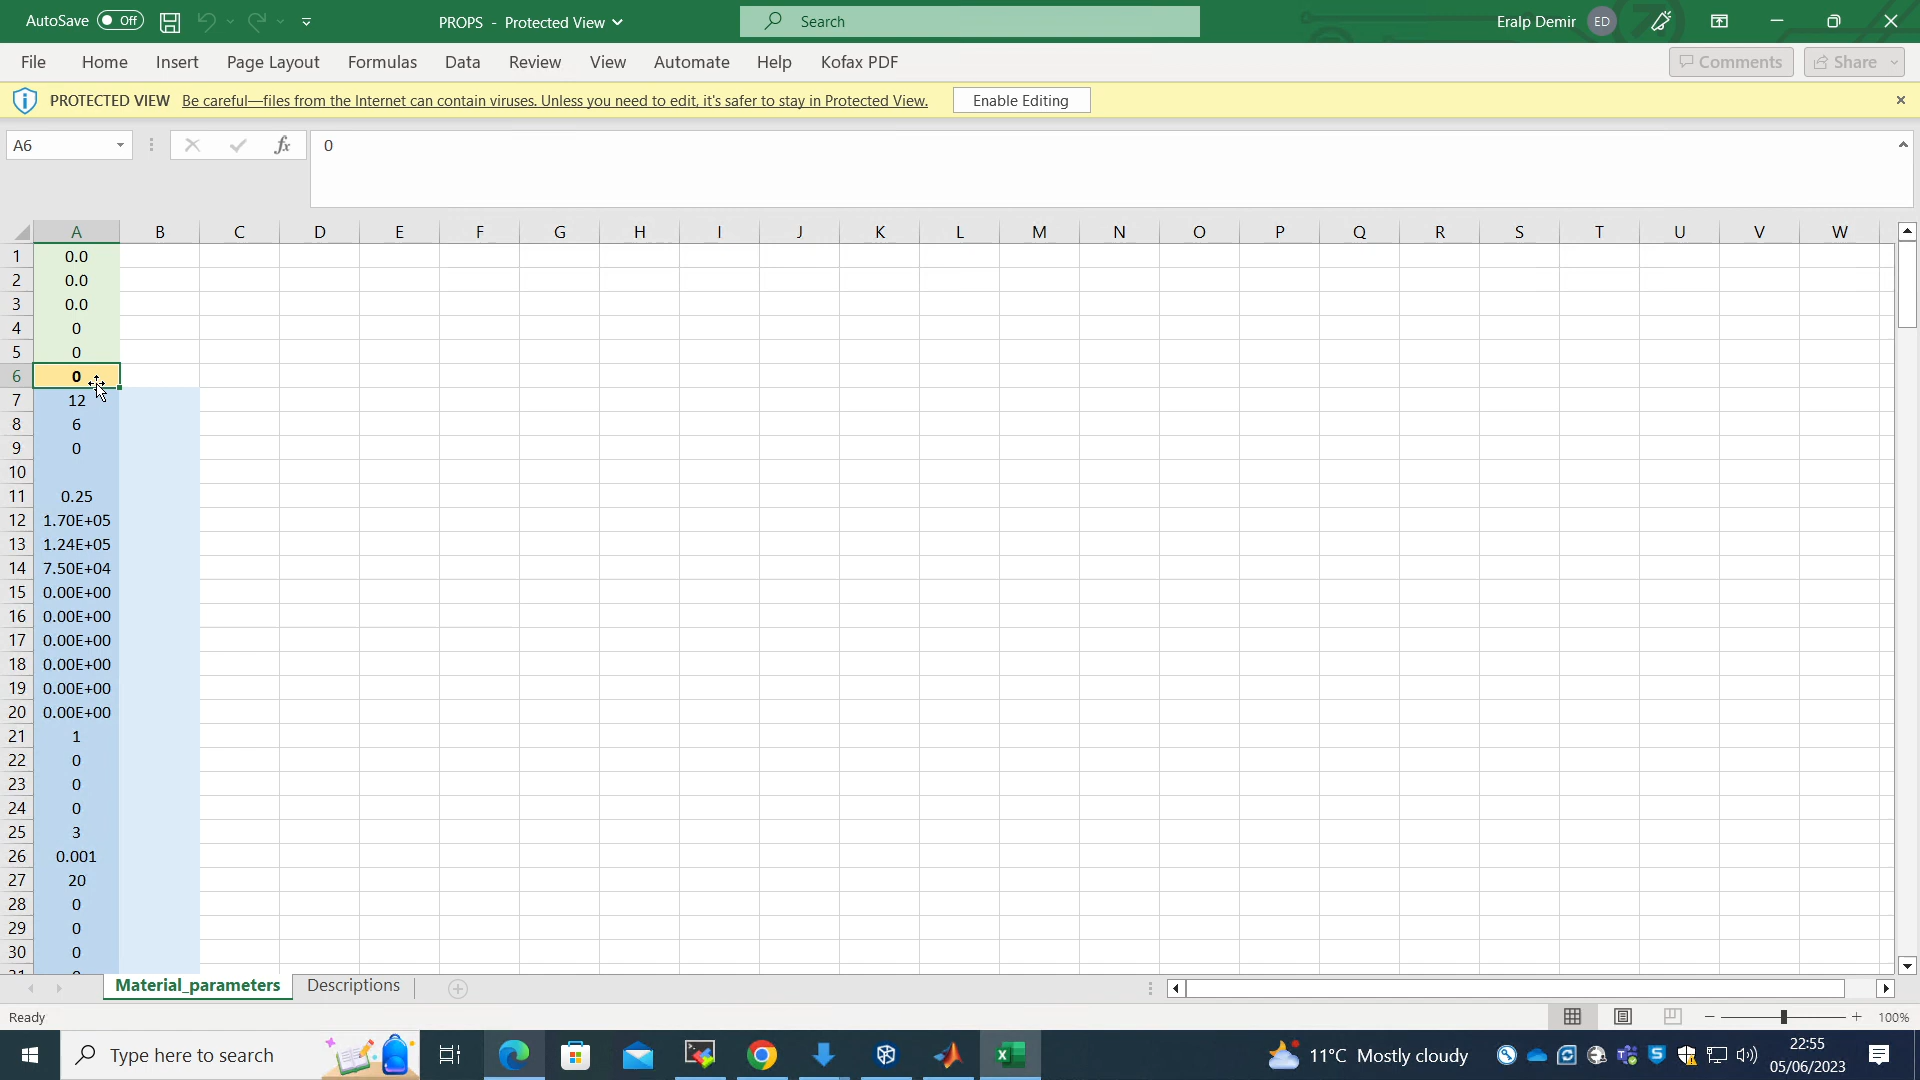 AutoSave Off PROPS - Protected View Search Eralp Demir ED
File Home Insert Page Layout Formulas Data Review View Automate Help Kofax PDF Comments Share
PROTECTED VIEW Be careful—files from the Internet can contain viruses. Unless you need to edit, it's safer to stay in Protected View. Enable Editing
A6 fx 0
A B C D E F G H I J K L M N O P Q R S T U V W
1 0.0
2 0.0
3 0.0
4 0
5 0
6 0
7 12
8 6
9 0
10
11 0.25
12 1.70E+05
13 1.24E+05
14 7.50E+04
15 0.00E+00
16 0.00E+00
17 0.00E+00
18 0.00E+00
19 0.00E+00
20 0.00E+00
21 1
22 0
23 0
24 0
25 3
26 0.001
27 20
28 0
29 0
30 0
Material_parameters Descriptions
Ready 100%
Type here to search 11°C Mostly cloudy 22:55
05/06/2023